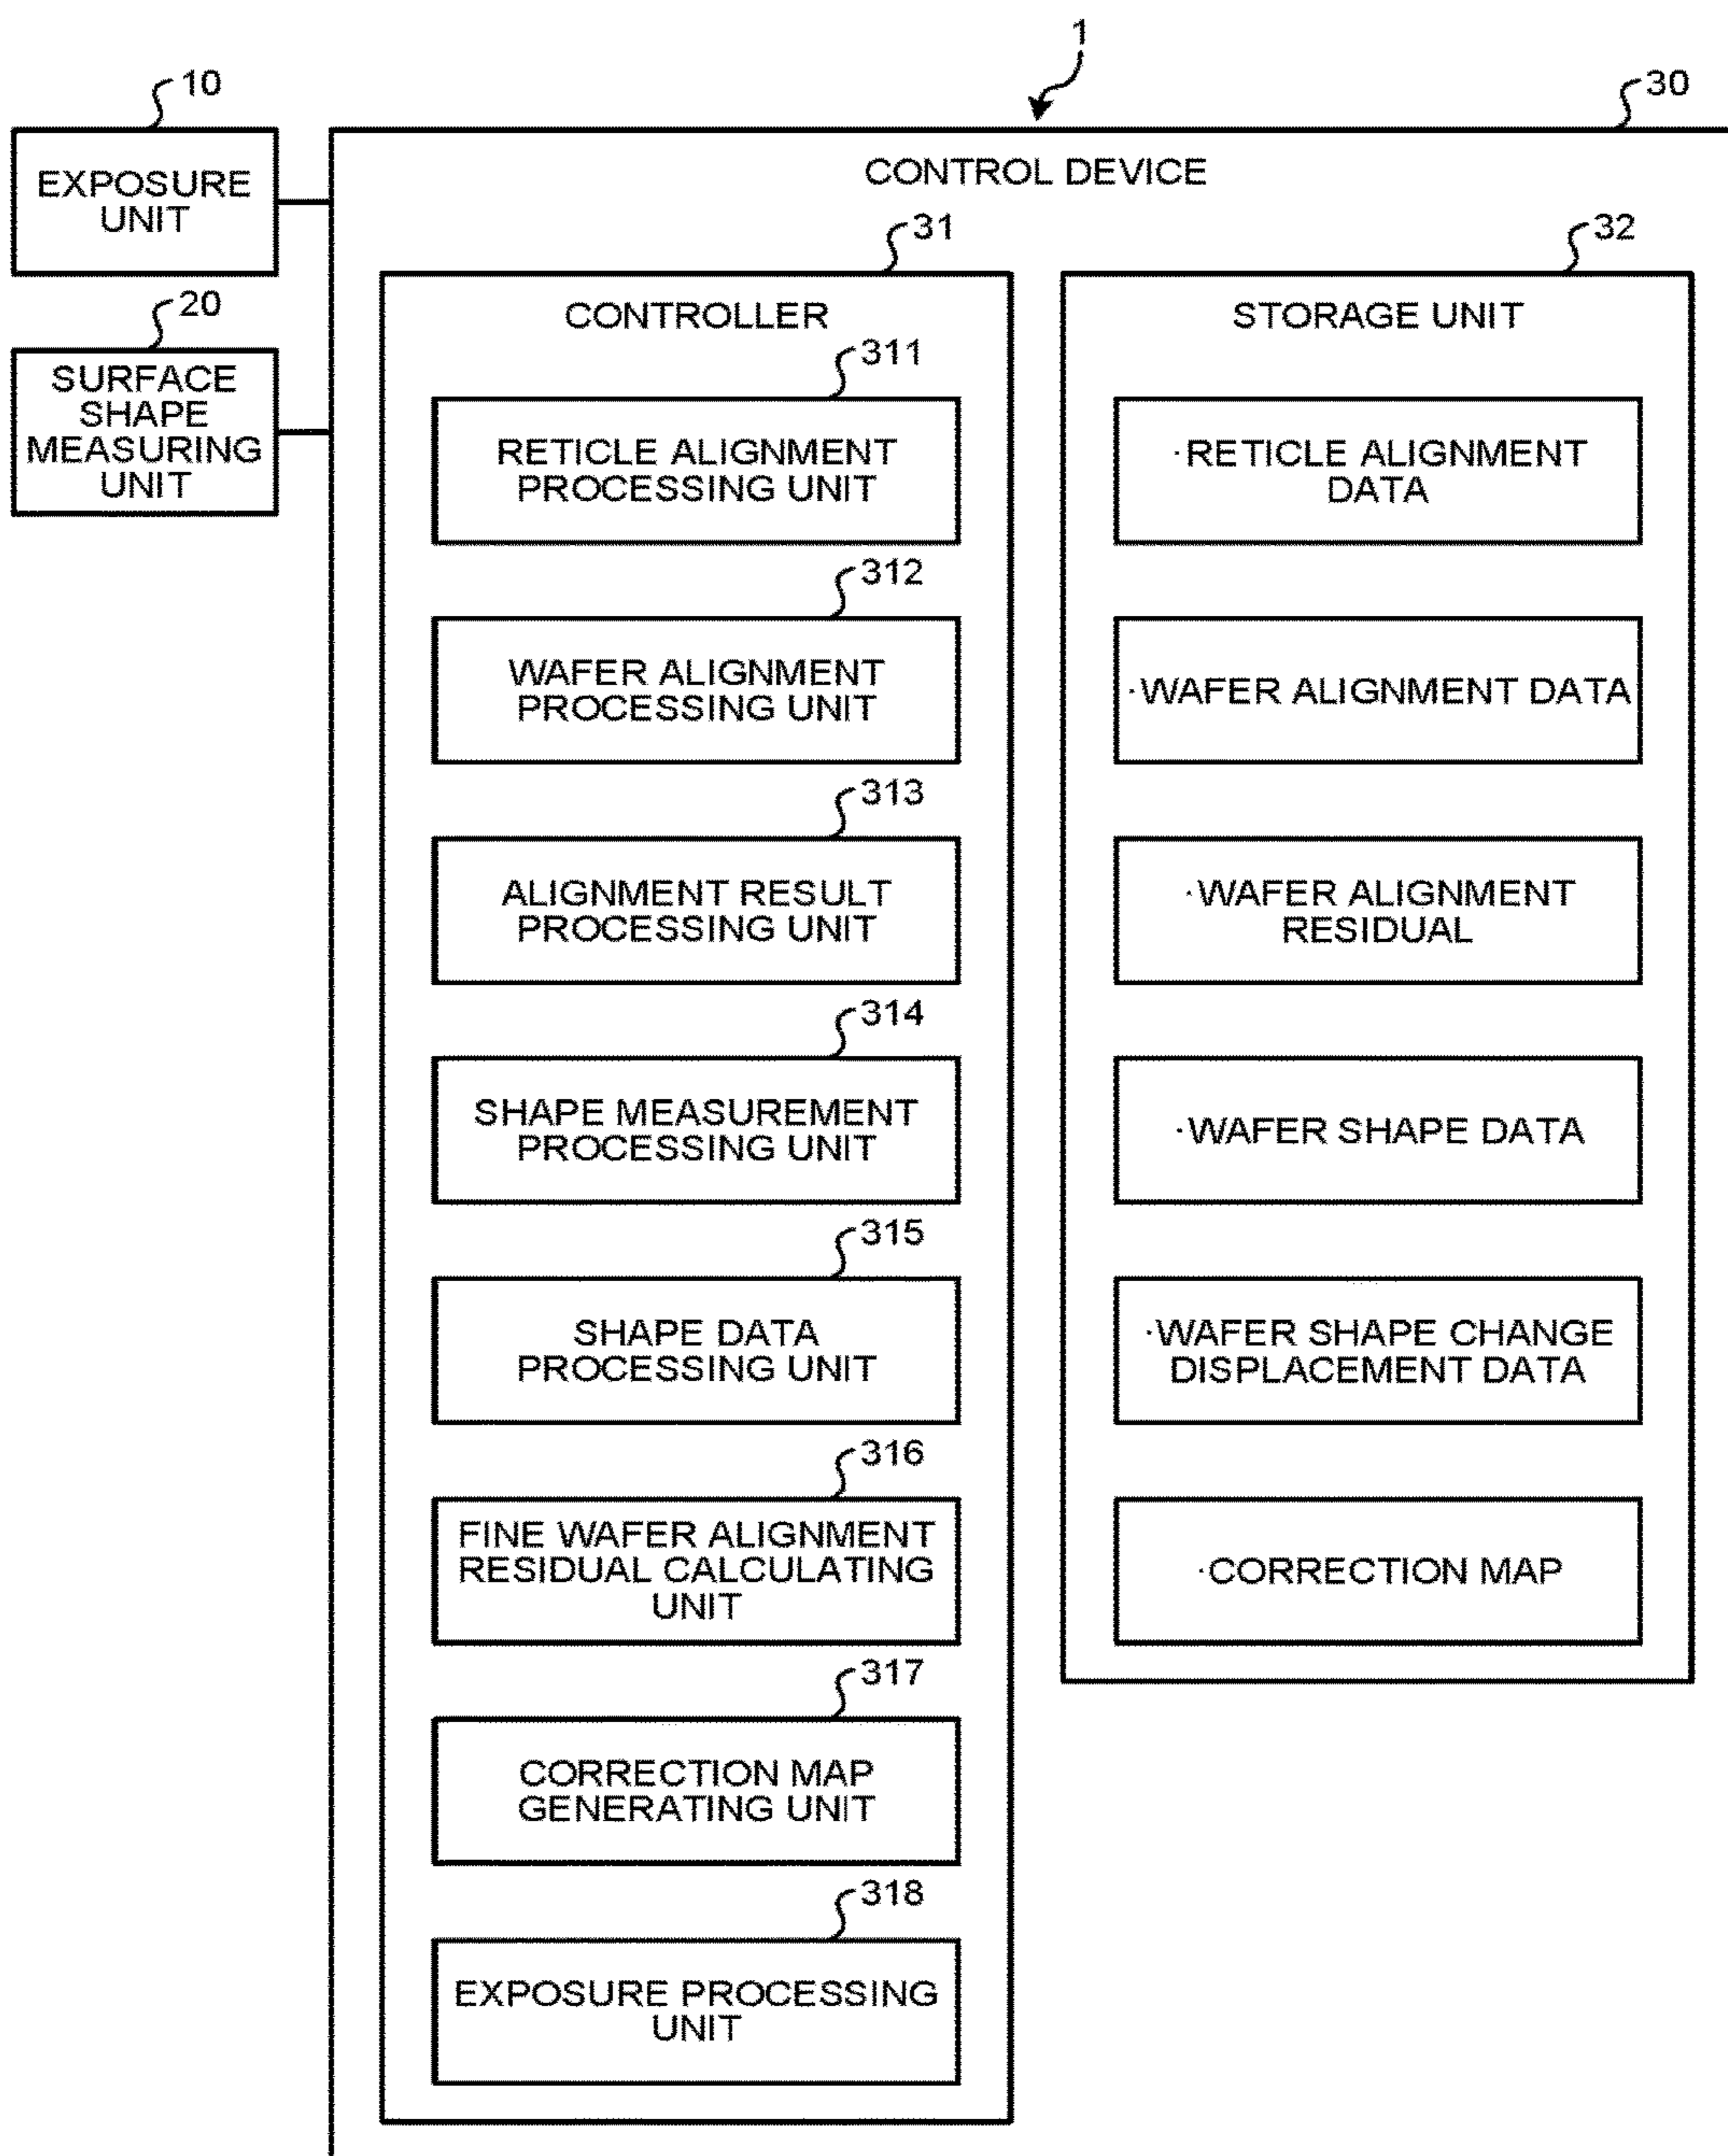 1
10
30
EXPOSURE
UNIT
CONTROL DEVICE
20
SURFACE
SHAPE
MEASURING
UNIT
31
CONTROLLER
311
RETICLE ALIGNMENT
PROCESSING UNIT
312
WAFER ALIGNMENT
PROCESSING UNIT
313
ALIGNMENT RESULT
PROCESSING UNIT
314
SHAPE MEASUREMENT
PROCESSING UNIT
315
SHAPE DATA
PROCESSING UNIT
316
FINE WAFER ALIGNMENT
RESIDUAL CALCULATING
UNIT
317
CORRECTION MAP
GENERATING UNIT
318
EXPOSURE PROCESSING
UNIT
32
STORAGE UNIT
·RETICLE ALIGNMENT
DATA
·WAFER ALIGNMENT DATA
·WAFER ALIGNMENT
RESIDUAL
·WAFER SHAPE DATA
·WAFER SHAPE CHANGE
DISPLACEMENT DATA
·CORRECTION MAP